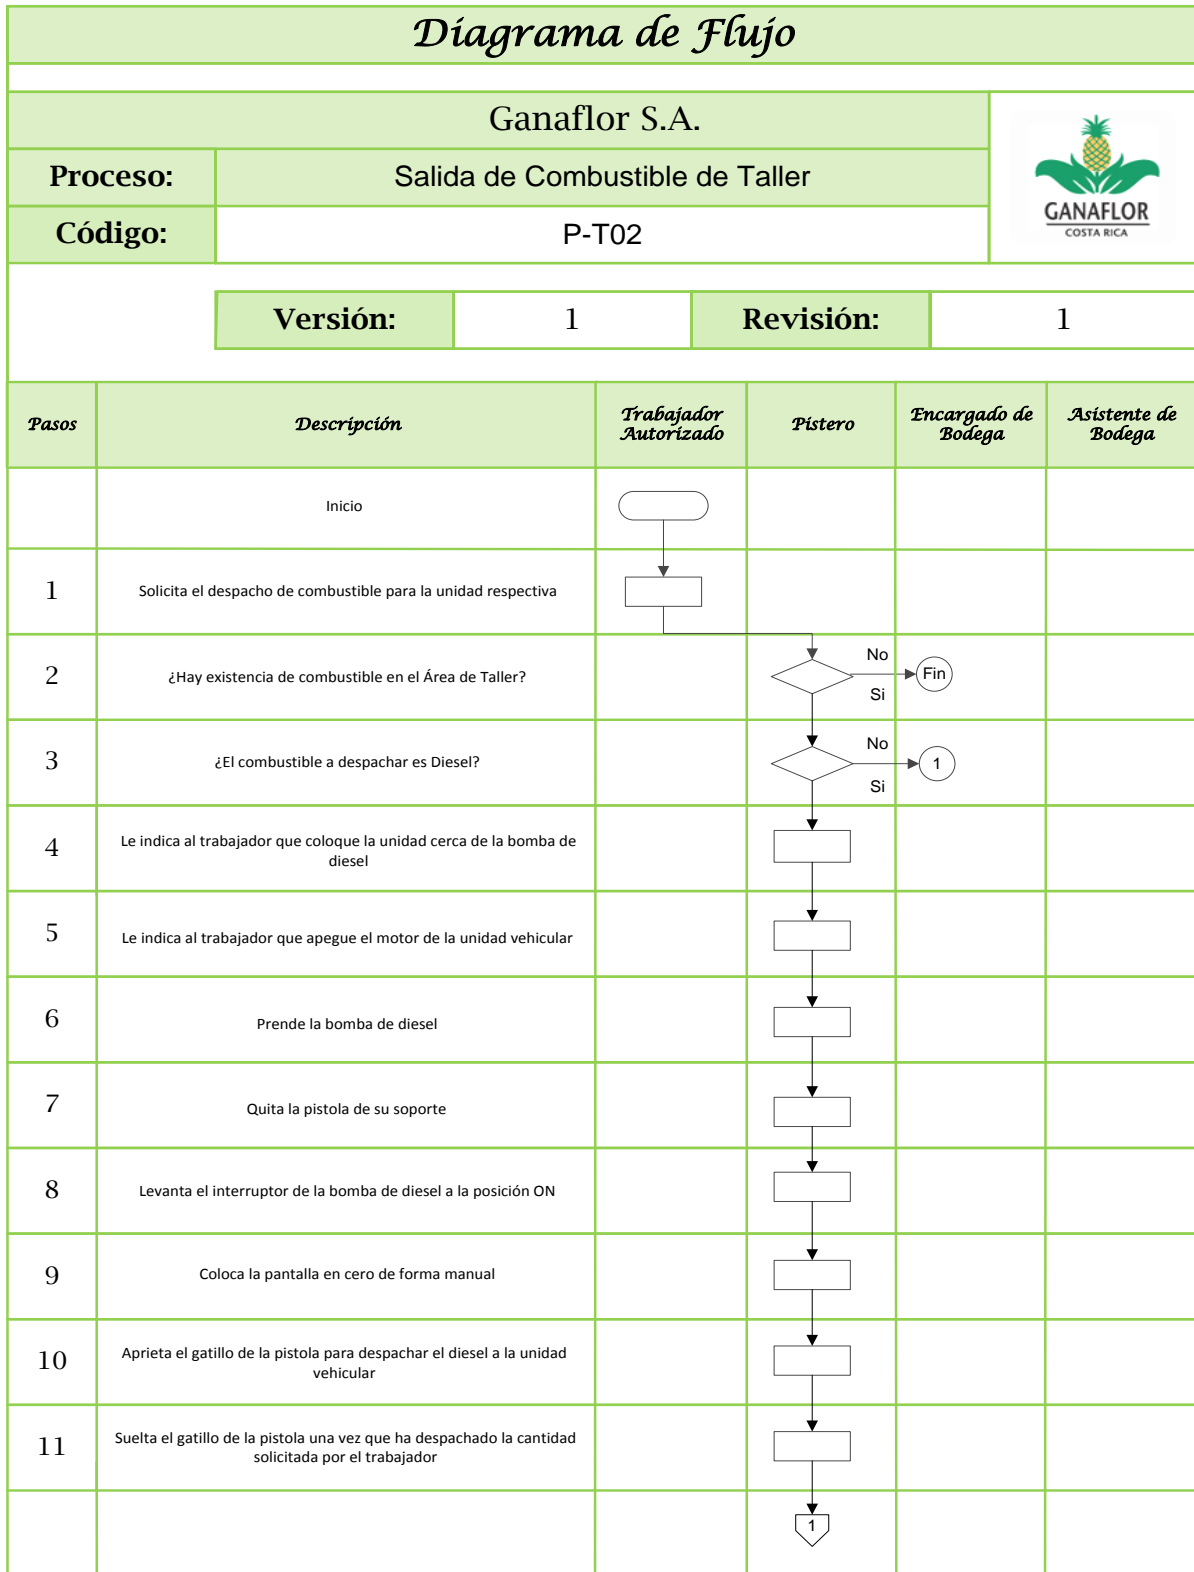 Diagrama de Flujo
Ganaflor S.A.
Proceso:
Salida de Combustible de Taller
Código:
P-T02
GANAFLOR
COSTA RICA
Versión:
1
Revisión:
1
Pasos
Descripción
Trabajador
Autorizado
Pistero
Encargado de
Bodega
Asistente de
Bodega
Inicio
1
Solicita el despacho de combustible para la unidad respectiva
2
¿Hay existencia de combustible en el Área de Taller?
No
Fin
Si
3
¿El combustible a despachar es Diesel?
No
1
Si
4
Le indica al trabajador que coloque la unidad cerca de la bomba de
diesel
5
Le indica al trabajador que apegue el motor de la unidad vehicular
6
Prende la bomba de diesel
7
Quita la pistola de su soporte
8
Levanta el interruptor de la bomba de diesel a la posición ON
9
Coloca la pantalla en cero de forma manual
10
Aprieta el gatillo de la pistola para despachar el diesel a la unidad
vehicular
11
Suelta el gatillo de la pistola una vez que ha despachado la cantidad
solicitada por el trabajador
1